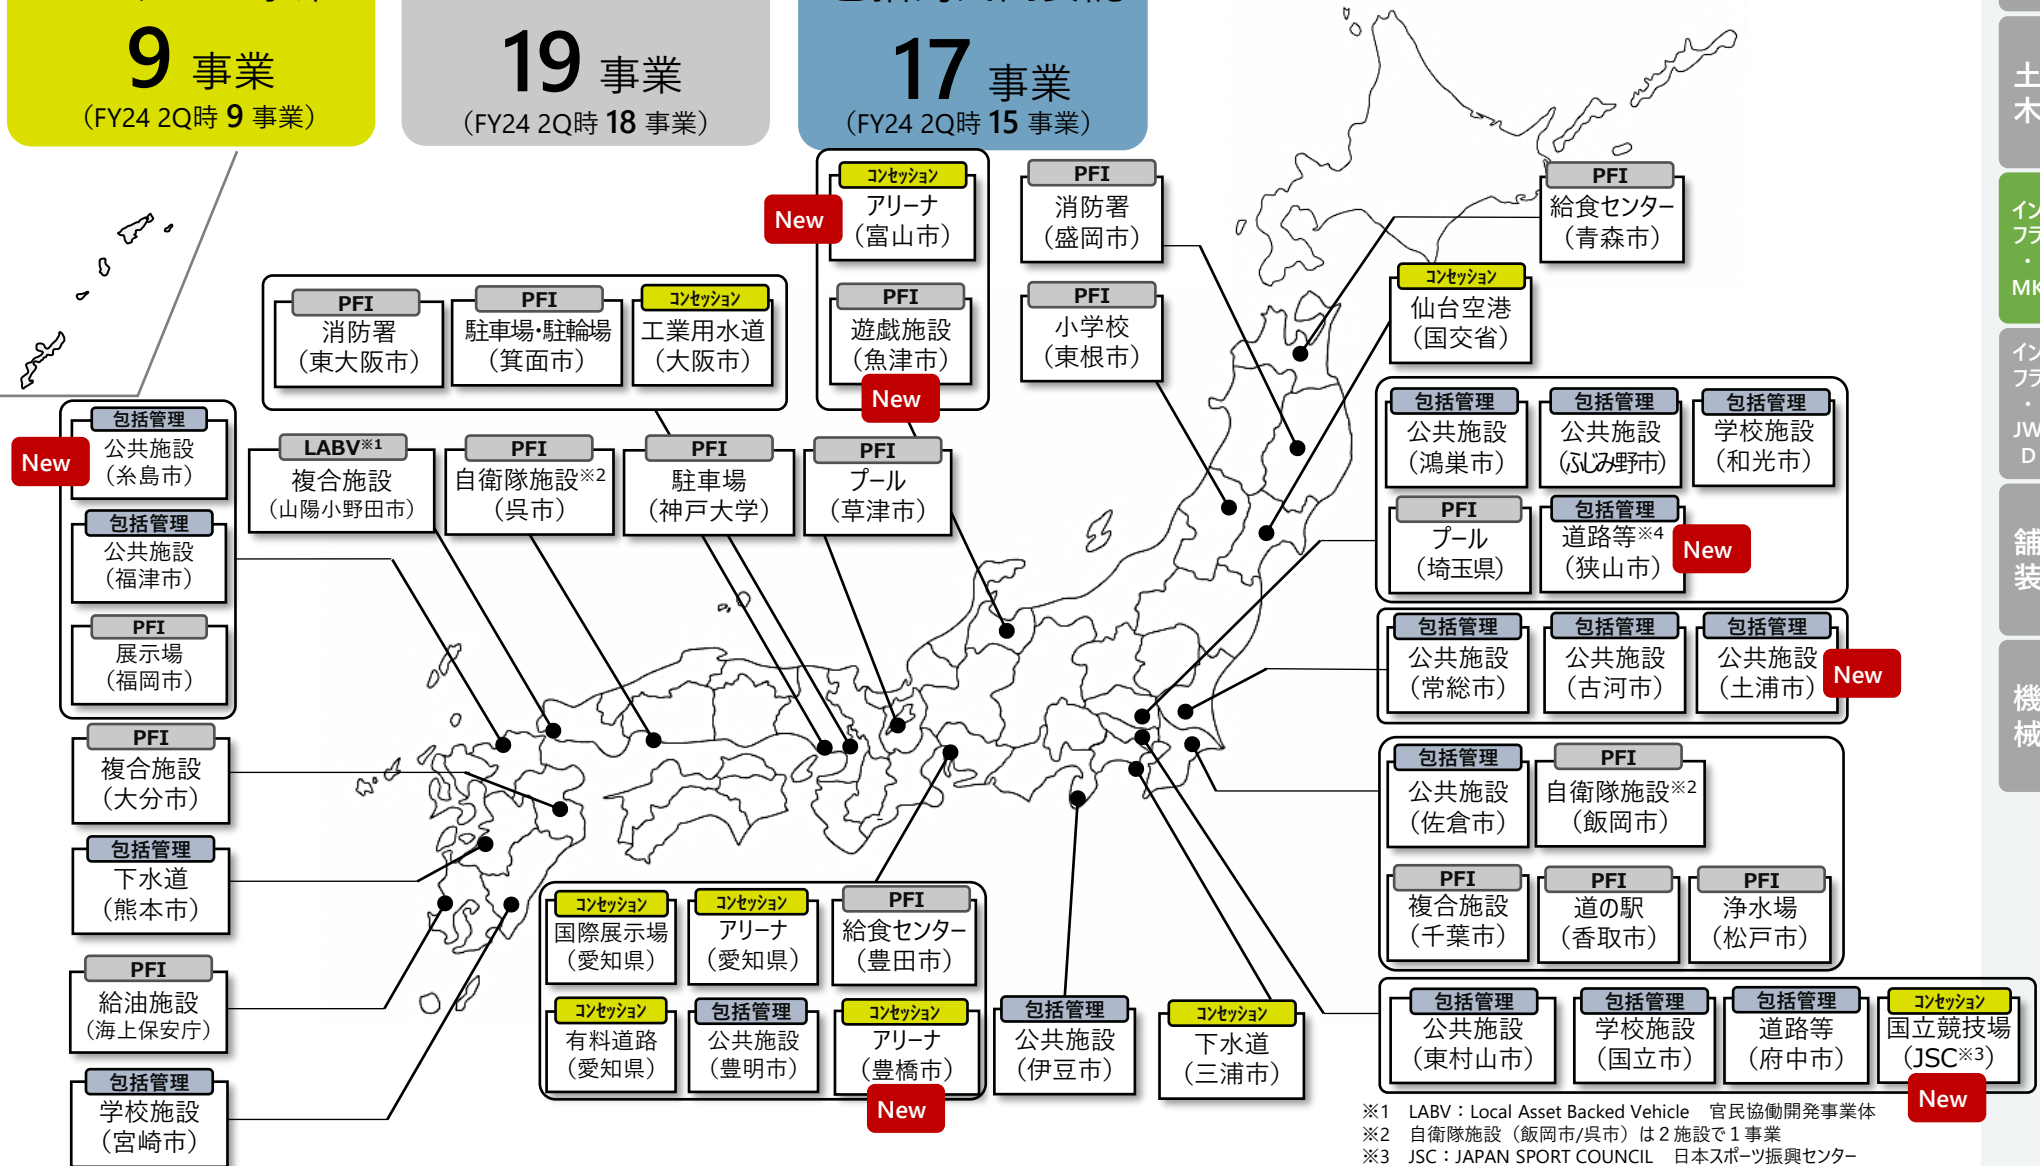 9 事業
（FY24 2Q時 9 事業）
19 事業
（FY24 2Q時 18 事業）
17 事業
（FY24 2Q時 15 事業）
コンセッション
アリーナ
（富山市）
New
PFI
遊戯施設
（魚津市）
New
PFI
消防署
（盛岡市）
PFI
小学校
（東根市）
PFI
給食センター
（青森市）
コンセッション
仙台空港
（国交省）
PFI
消防署
（東大阪市）
PFI
駐車場・駐輪場
（箕面市）
コンセッション
工業用水道
（大阪市）
包括管理
公共施設
（糸島市）
New
包括管理
公共施設
（福津市）
PFI
展示場
（福岡市）
LABV※1
複合施設
（山陽小野田市）
PFI
自衛隊施設※2
（呉市）
PFI
駐車場
（神戸大学）
PFI
プール
（草津市）
包括管理
公共施設
（鴻巣市）
包括管理
公共施設
（ふじみ野市）
包括管理
学校施設
（和光市）
PFI
プール
（埼玉県）
包括管理
道路等※4
（狭山市）
New
包括管理
公共施設
（常総市）
包括管理
公共施設
（古河市）
包括管理
公共施設
（土浦市）
New
PFI
複合施設
（大分市）
包括管理
下水道
（熊本市）
PFI
給油施設
（海上保安庁）
包括管理
学校施設
（宮崎市）
包括管理
公共施設
（佐倉市）
PFI
自衛隊施設※2
（飯岡市）
PFI
複合施設
（千葉市）
PFI
道の駅
（香取市）
PFI
浄水場
（松戸市）
コンセッション
国際展示場
（愛知県）
コンセッション
アリーナ
（愛知県）
PFI
給食センター
（豊田市）
コンセッション
有料道路
（愛知県）
包括管理
公共施設
（豊明市）
コンセッション
アリーナ
（豊橋市）
New
包括管理
公共施設
（伊豆市）
コンセッション
下水道
（三浦市）
包括管理
公共施設
（東村山市）
包括管理
学校施設
（国立市）
包括管理
道路等
（府中市）
コンセッション
国立競技場
（JSC※3）
New
※1 LABV：Local Asset Backed Vehicle 官民協働開発事業体
※2 自衛隊施設（飯岡市/呉市）は２施設で１事業
※3 JSC：JAPAN SPORT COUNCIL 日本スポーツ振興センター
土
木
イン
フラ
・
MK
イン
フラ
・
JW
D
舗
装
機
械